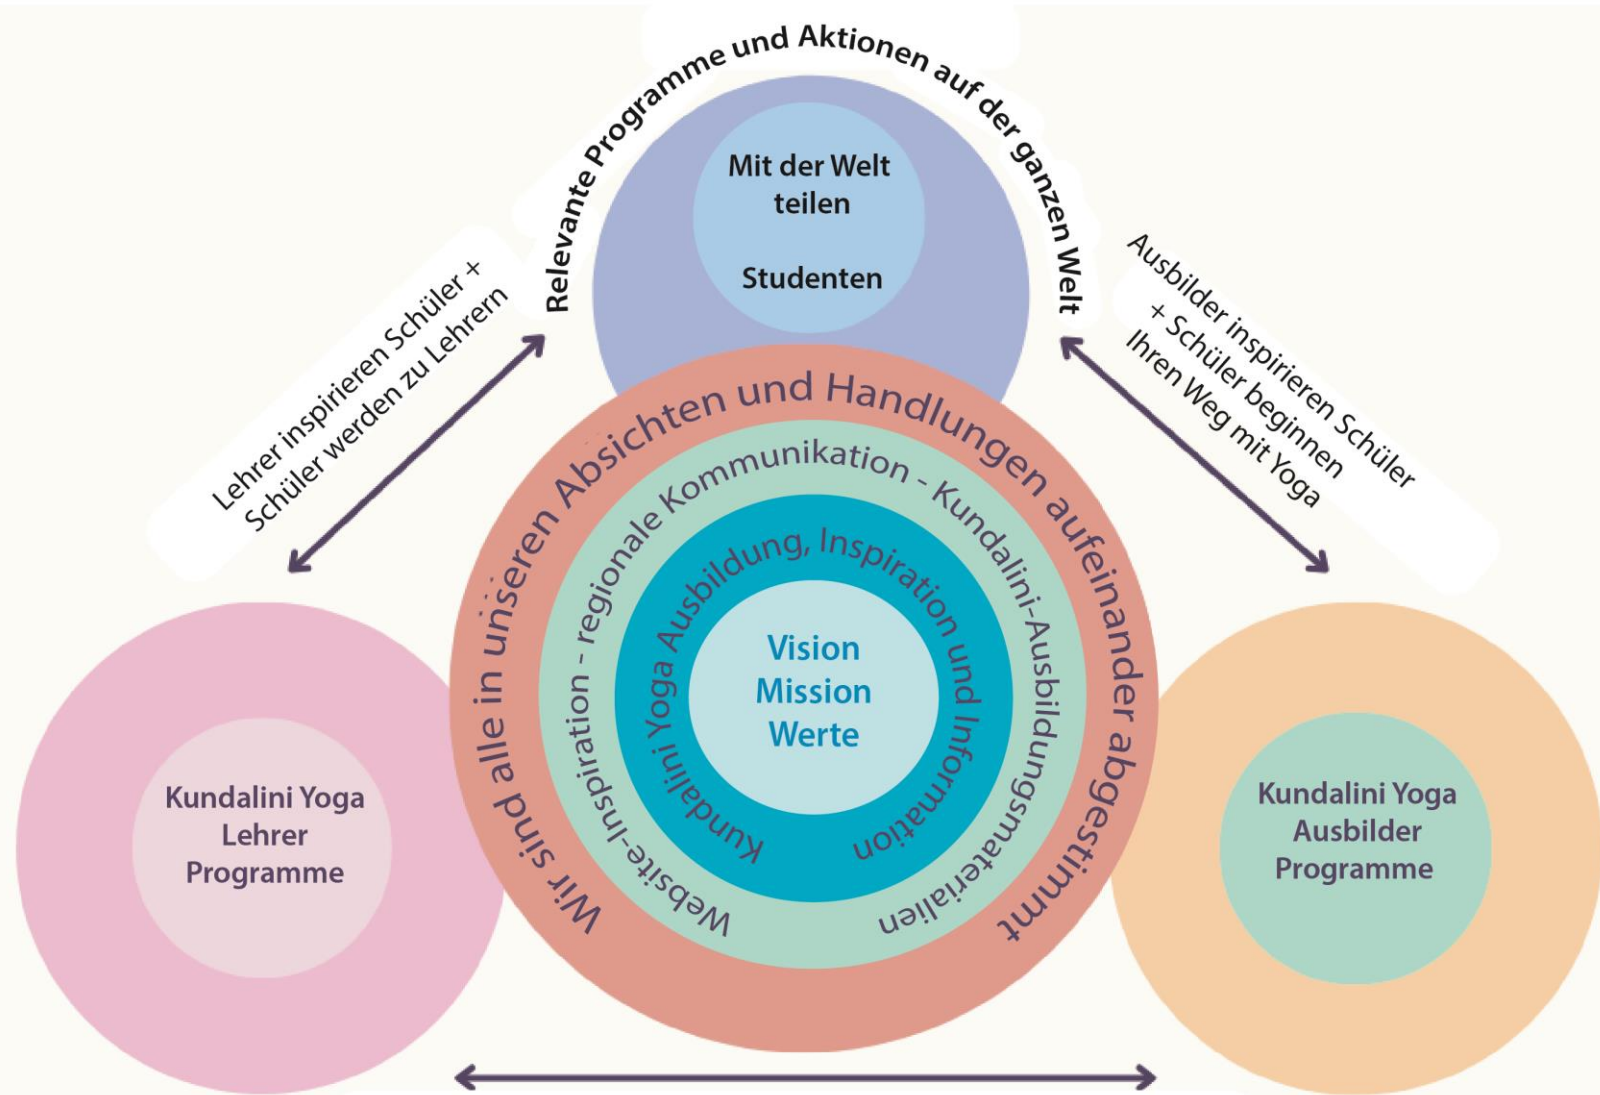 Relevante Programme und Aktionen auf der ganzen Welt
Mit der Welt
teilen
Studenten
Lehrer inspirieren Schüler +
Schüler werden zu Lehrern
Ausbilder inspirieren Schüler
+ Schüler beginnen
Ihren Weg mit Yoga
Wir sind alle in unseren Absichten und Handlungen aufeinander abgestimmt
Website-Inspiration - regionale Kommunikation - Kundalini-Ausbildungsmaterialien
Kundalini Yoga Ausbildung, Inspiration und Information
Vision
Mission
Werte
Kundalini Yoga
Lehrer
Programme
Kundalini Yoga
Ausbilder
Programme